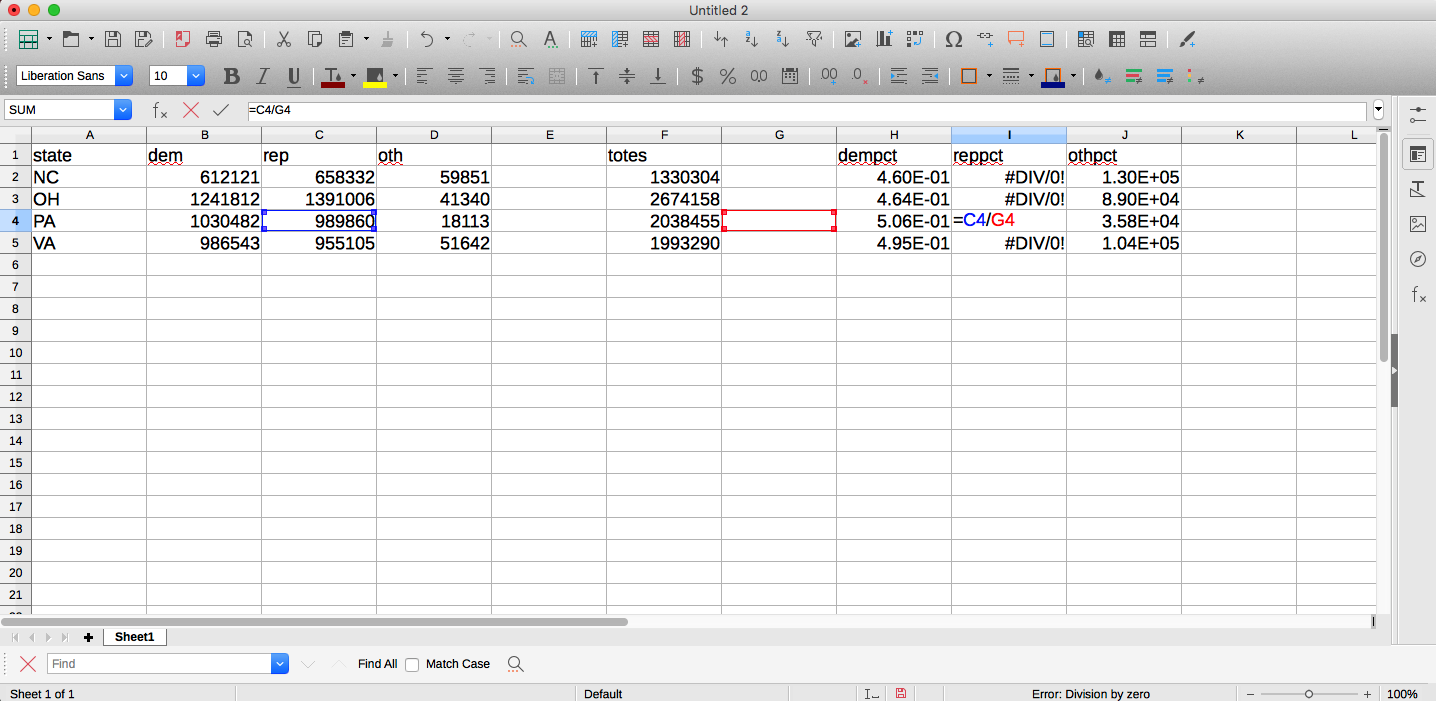 Untitled 2
Liberation Sans 10 B I U T $ % 0,0 .00 .0
SUM fx =C4/G4
A B C D E F G H I J K L
1 state dem rep oth totes dempct reppct othpct
2 NC 612121 658332 59851 1330304 4.60E-01 #DIV/0! 1.30E+05
3 OH 1241812 1391006 41340 2674158 4.64E-01 #DIV/0! 8.90E+04
4 PA 1030482 989860 18113 2038455 5.06E-01 =C4/G4 3.58E+04
5 VA 986543 955105 51642 1993290 4.95E-01 #DIV/0! 1.04E+05
6
7
8
9
10
11
12
13
14
15
16
17
18
19
20
21
Sheet1
Find Find All Match Case
Sheet 1 of 1 Default Error: Division by zero 100%